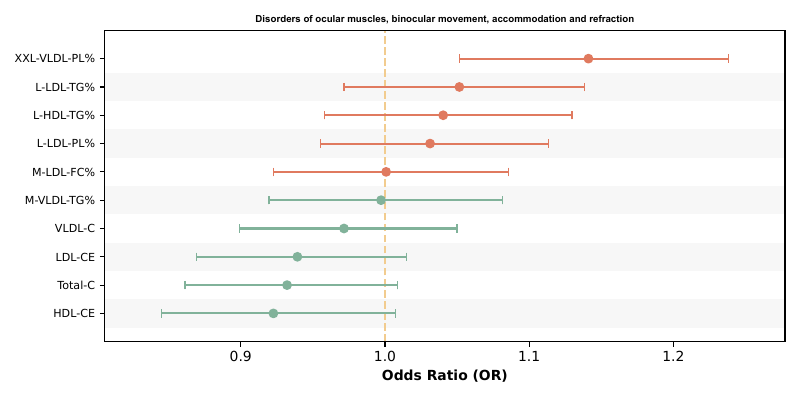 Disorders of ocular muscles, binocular movement, accommodation and refraction
XXL-VLDL-PL%
L-LDL-TG%
L-HDL-TG%
L-LDL-PL%
M-LDL-FC%
M-VLDL-TG%
VLDL-C
LDL-CE
Total-C
HDL-CE
0.9 1.0 1.1 1.2
Odds Ratio (OR)